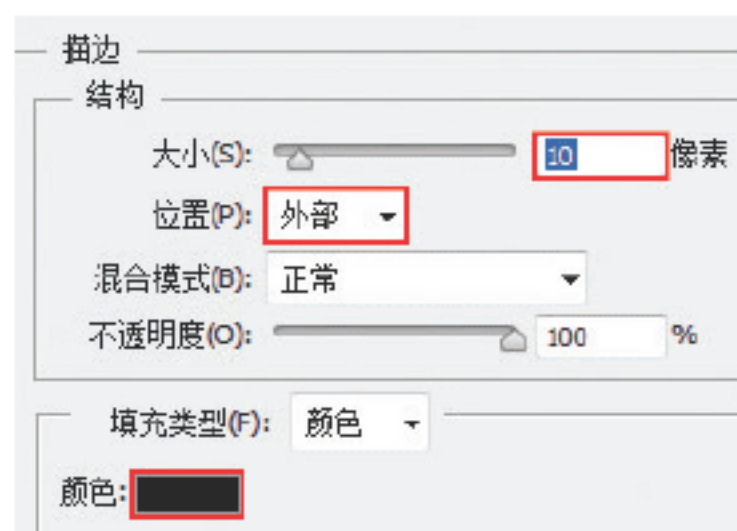 描边
结构
大小(S): 10 像素
位置(P): 外部
混合模式(B): 正常
不透明度(O): 100 %
填充类型(F): 颜色
颜色: